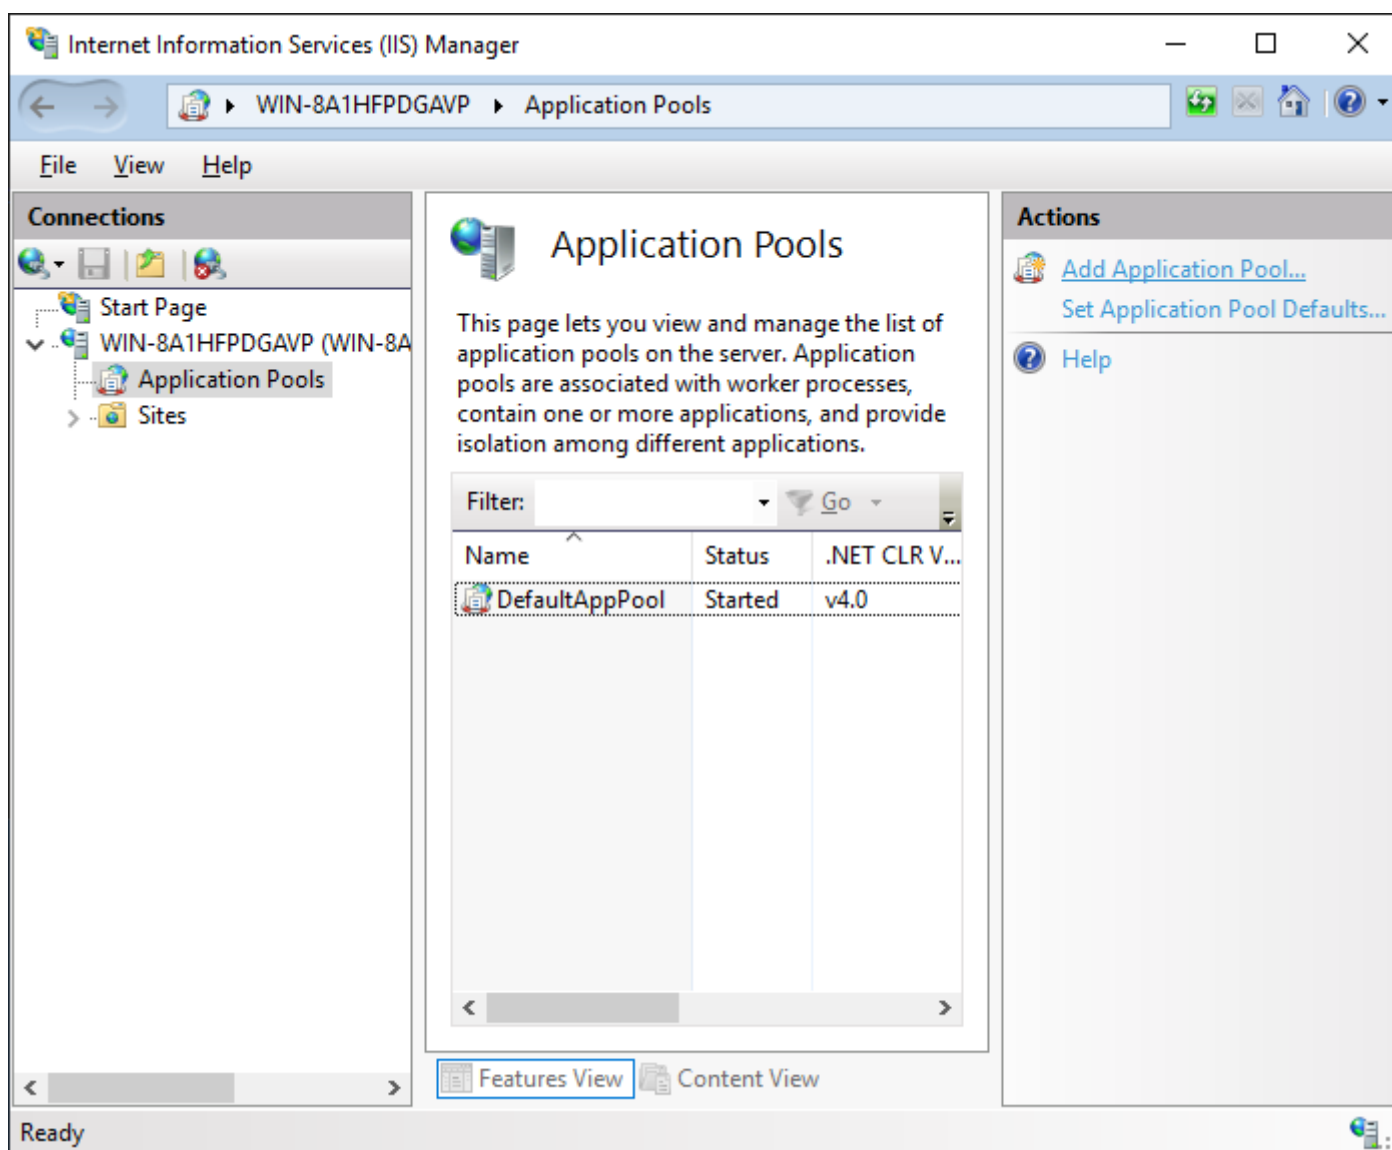 Internet Information Services (IIS) Manager
WIN-8A1HFPDGAVP Application Pools
File View Help
Connections
Start Page
WIN-8A1HFPDGAVP (WIN-8A
Application Pools
Sites
Application Pools
This page lets you view and manage the list of
application pools on the server. Application
pools are associated with worker processes,
contain one or more applications, and provide
isolation among different applications.
Filter: Go
Name Status .NET CLR V...
DefaultAppPool Started v4.0
Features View Content View
Actions
Add Application Pool...
Set Application Pool Defaults...
Help
Ready